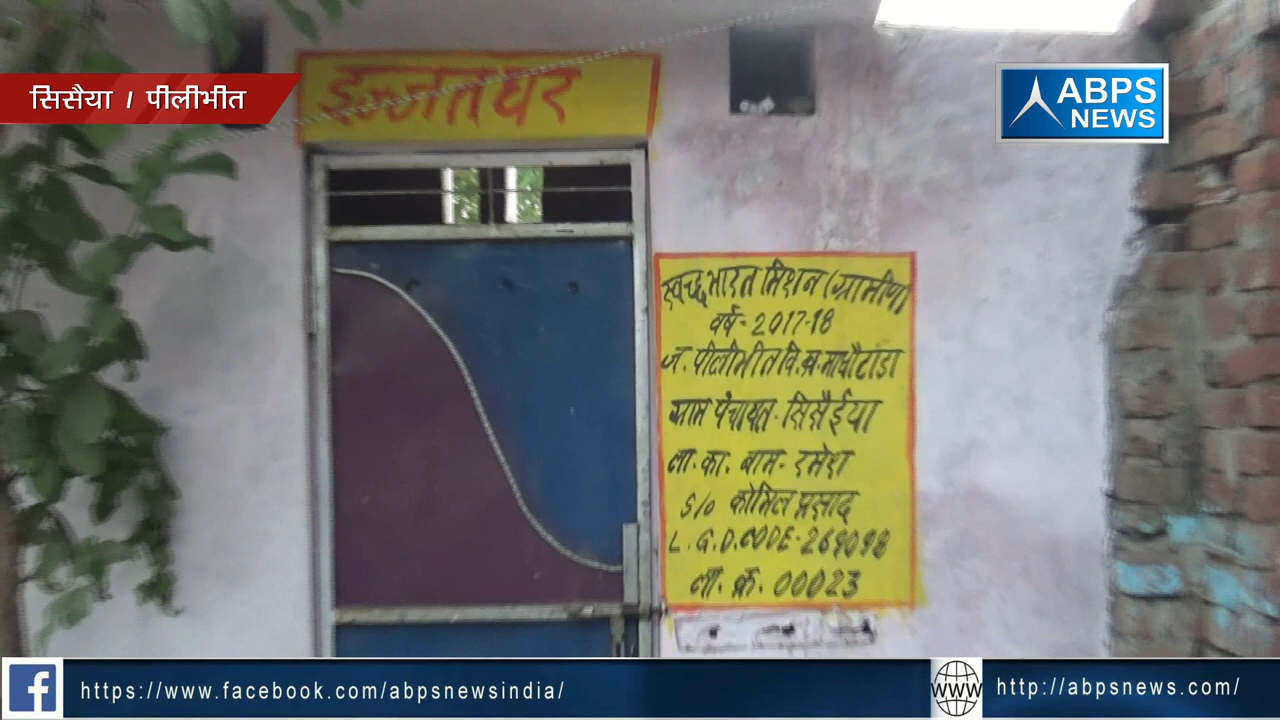 इज्जतघर
सिसैया । पीलीभीत
ABPS
NEWS
स्वच्छ भारत मिशन (ग्रामीण)
वर्ष- 2017-18
ज. पीलीभीत वि.ख. माधौटांडा
ग्राम पंचायत- सिसैईया
ला. का. नाम- रमेश
S/o कोमिल प्रसाद
L.G.D.CODE-269098
ला. क्र. 00023
https://www.facebook.com/abpsnewsindia/
www
http://abpsnews.com/